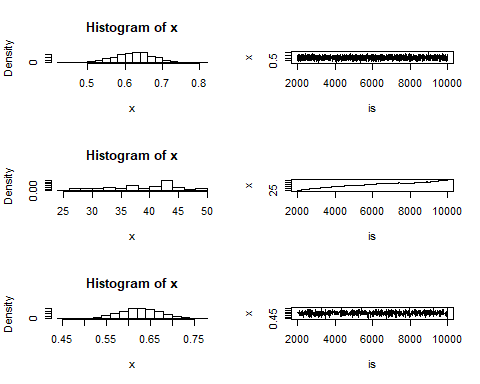 Histogram of x
Density
0
0.5 0.6 0.7 0.8
x
x
0.5
2000 4000 6000 8000 10000
is
Histogram of x
Density
0.00
25 30 35 40 45 50
x
x
25
2000 4000 6000 8000 10000
is
Histogram of x
Density
0
0.45 0.55 0.65 0.75
x
x
0.45
2000 4000 6000 8000 10000
is